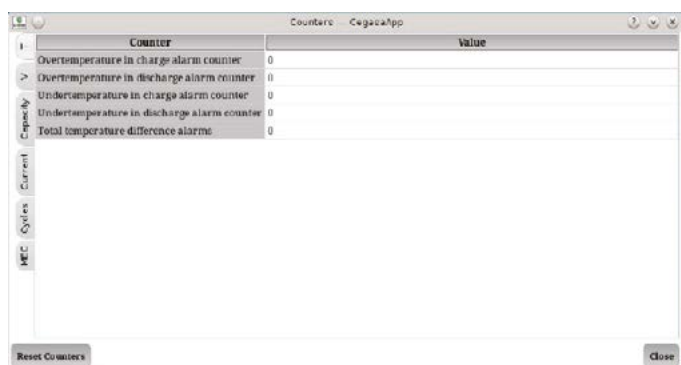 Counters – CegasaApp
Counter Value
Overtemperature in charge alarm counter 0
Overtemperature in discharge alarm counter 0
Undertemperature in charge alarm counter 0
Undertemperature in discharge alarm counter 0
Total temperature difference alarms 0
T
V
Capacity
Current
Cycles
MEC
Reset Counters
Close